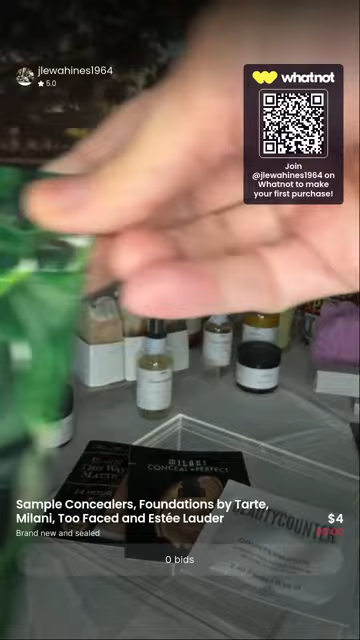 jlewahines1964
5.0
whatnot
Join
@jlewahines1964 on
Whatnot to make
your first purchase!
MILANI
CONCEAL + PERFECT
BEAUTYCOUNTER
Sample Concealers, Foundations by Tarte,
Milani, Too Faced and Estée Lauder
$4
Brand new and sealed
0 bids